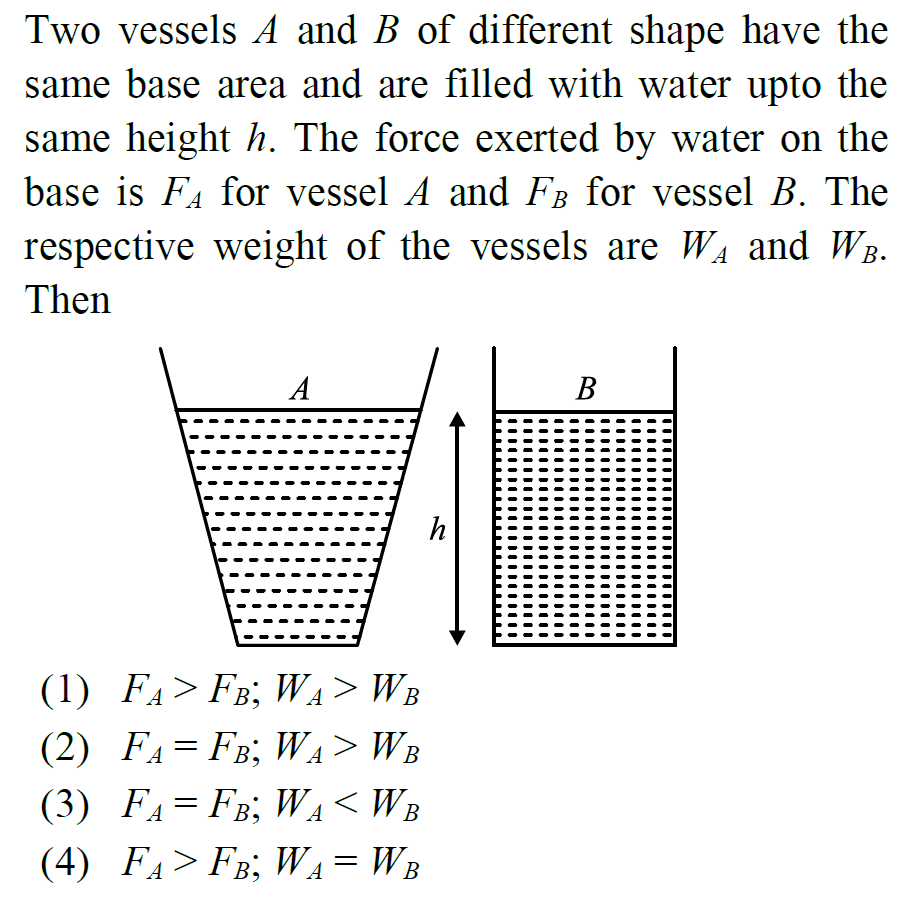 Two vessels A and B of different shape have the
same base area and are filled with water upto the
same height h. The force exerted by water on the
base is F_A for vessel A and F_B for vessel B. The
respective weight of the vessels are W_A and W_B.
Then
A
B
h
(1) F_A > F_B; W_A > W_B
(2) F_A = F_B; W_A > W_B
(3) F_A = F_B; W_A < W_B
(4) F_A > F_B; W_A = W_B